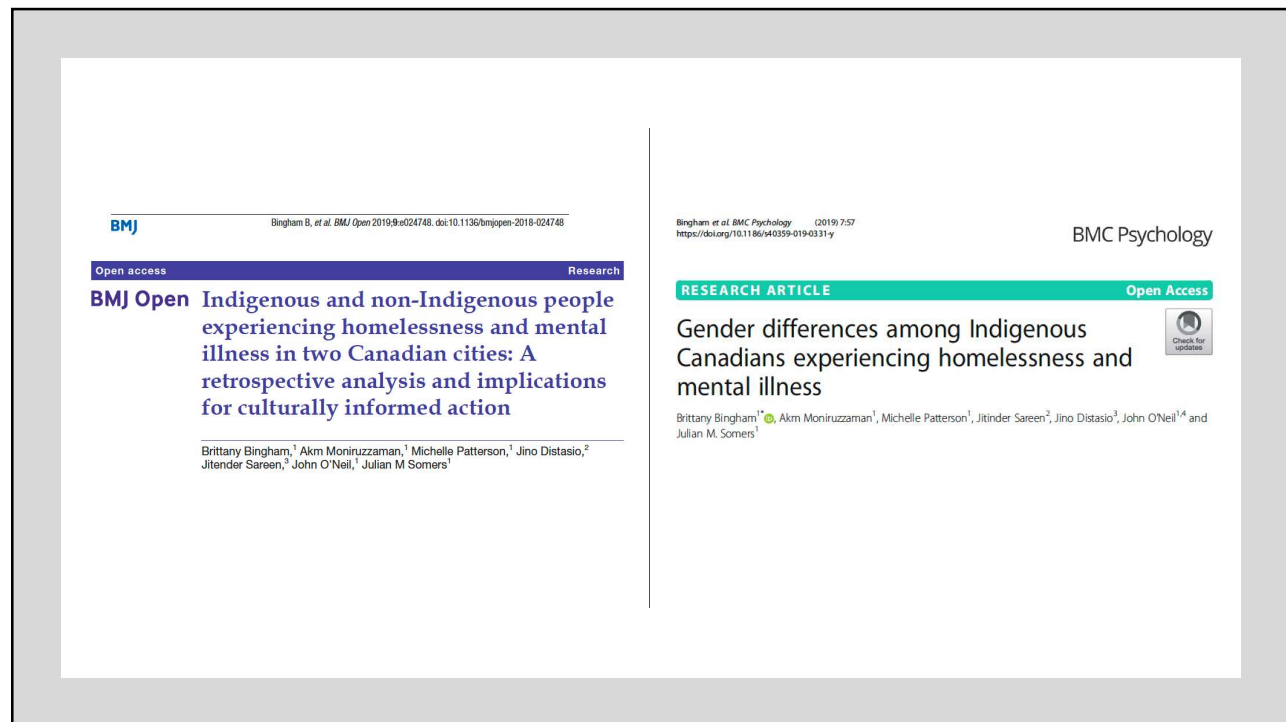 BMJ
Bingham B, et al. BMJ Open 2019;9:e024748. doi:10.1136/bmjopen-2018-024748
Open access Research
BMJ Open Indigenous and non-Indigenous people
experiencing homelessness and mental
illness in two Canadian cities: A
retrospective analysis and implications
for culturally informed action
Brittany Bingham,¹ Akm Moniruzzaman,¹ Michelle Patterson,¹ Jino Distasio,²
Jitender Sareen,³ John O'Neil,¹ Julian M Somers¹
Bingham et al. BMC Psychology (2019) 7:57
https://doi.org/10.1186/s40359-019-0331-y
BMC Psychology
RESEARCH ARTICLE Open Access
Gender differences among Indigenous
Canadians experiencing homelessness and
mental illness
Check for
updates
Brittany Bingham¹*, Akm Moniruzzaman¹, Michelle Patterson¹, Jitinder Sareen², Jino Distasio³, John O'Neil¹,⁴ and
Julian M. Somers¹